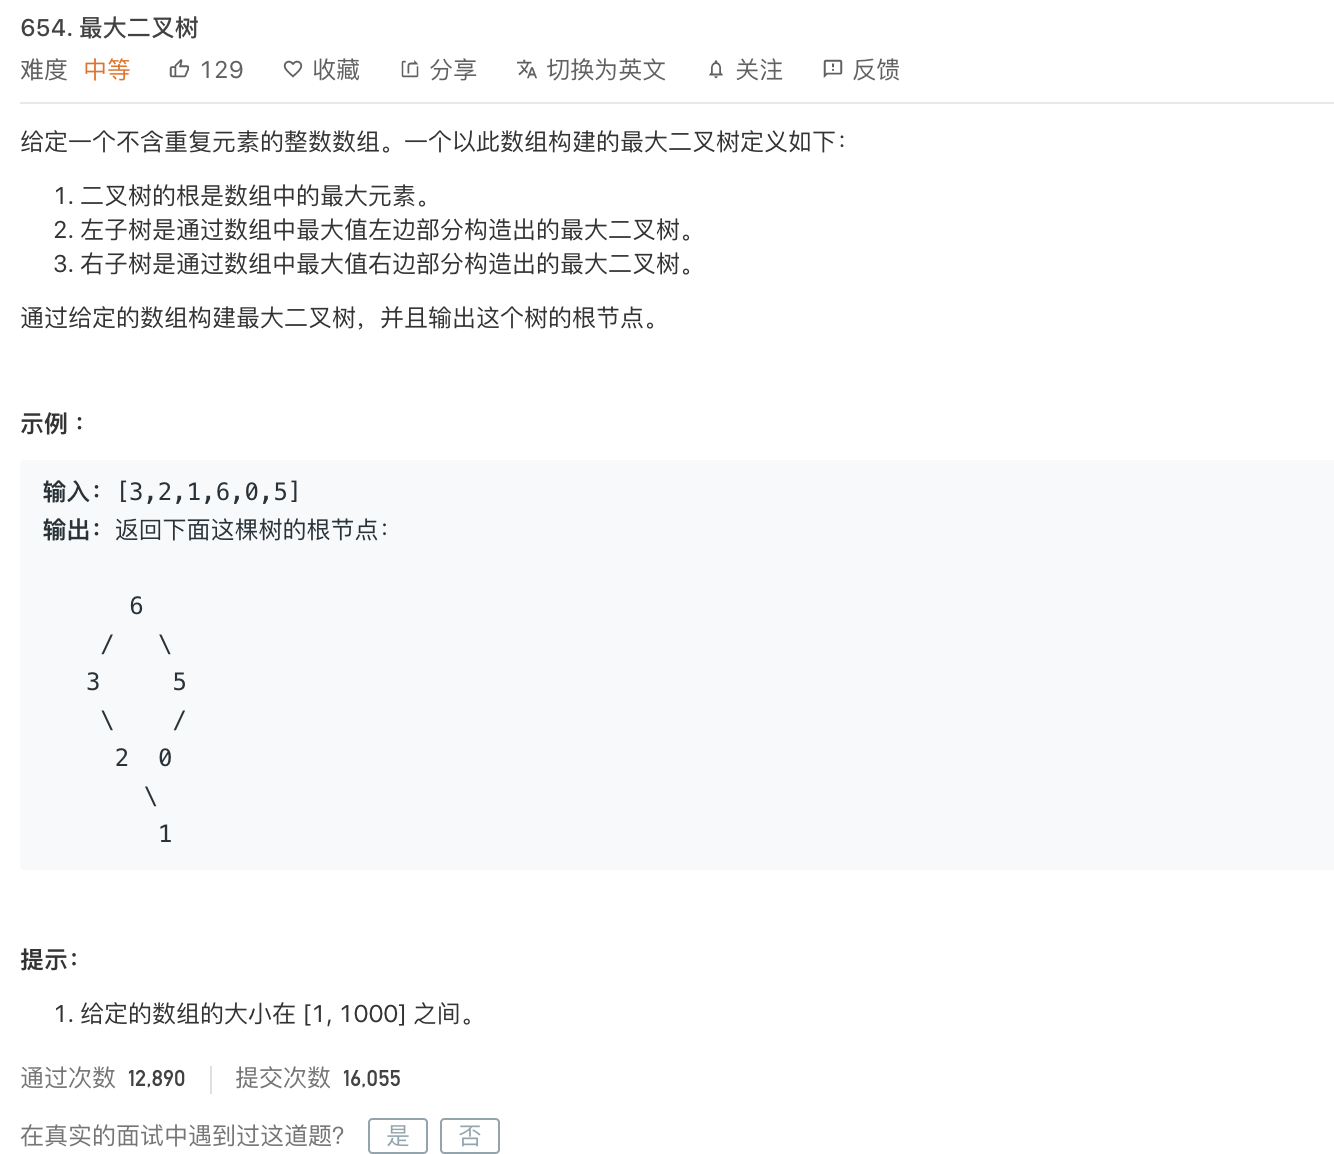 654. 最大二叉树
难度 中等 129 收藏 分享 切换为英文 关注 反馈
给定一个不含重复元素的整数数组。一个以此数组构建的最大二叉树定义如下：
1. 二叉树的根是数组中的最大元素。
2. 左子树是通过数组中最大值左边部分构造出的最大二叉树。
3. 右子树是通过数组中最大值右边部分构造出的最大二叉树。
通过给定的数组构建最大二叉树，并且输出这个树的根节点。
示例 ：
输入：[3,2,1,6,0,5]
输出：返回下面这棵树的根节点：
6
/ \
3 5
\ /
2 0
\
1
提示：
1. 给定的数组的大小在 [1, 1000] 之间。
通过次数 12,890 | 提交次数 16,055
在真实的面试中遇到过这道题? 是 否